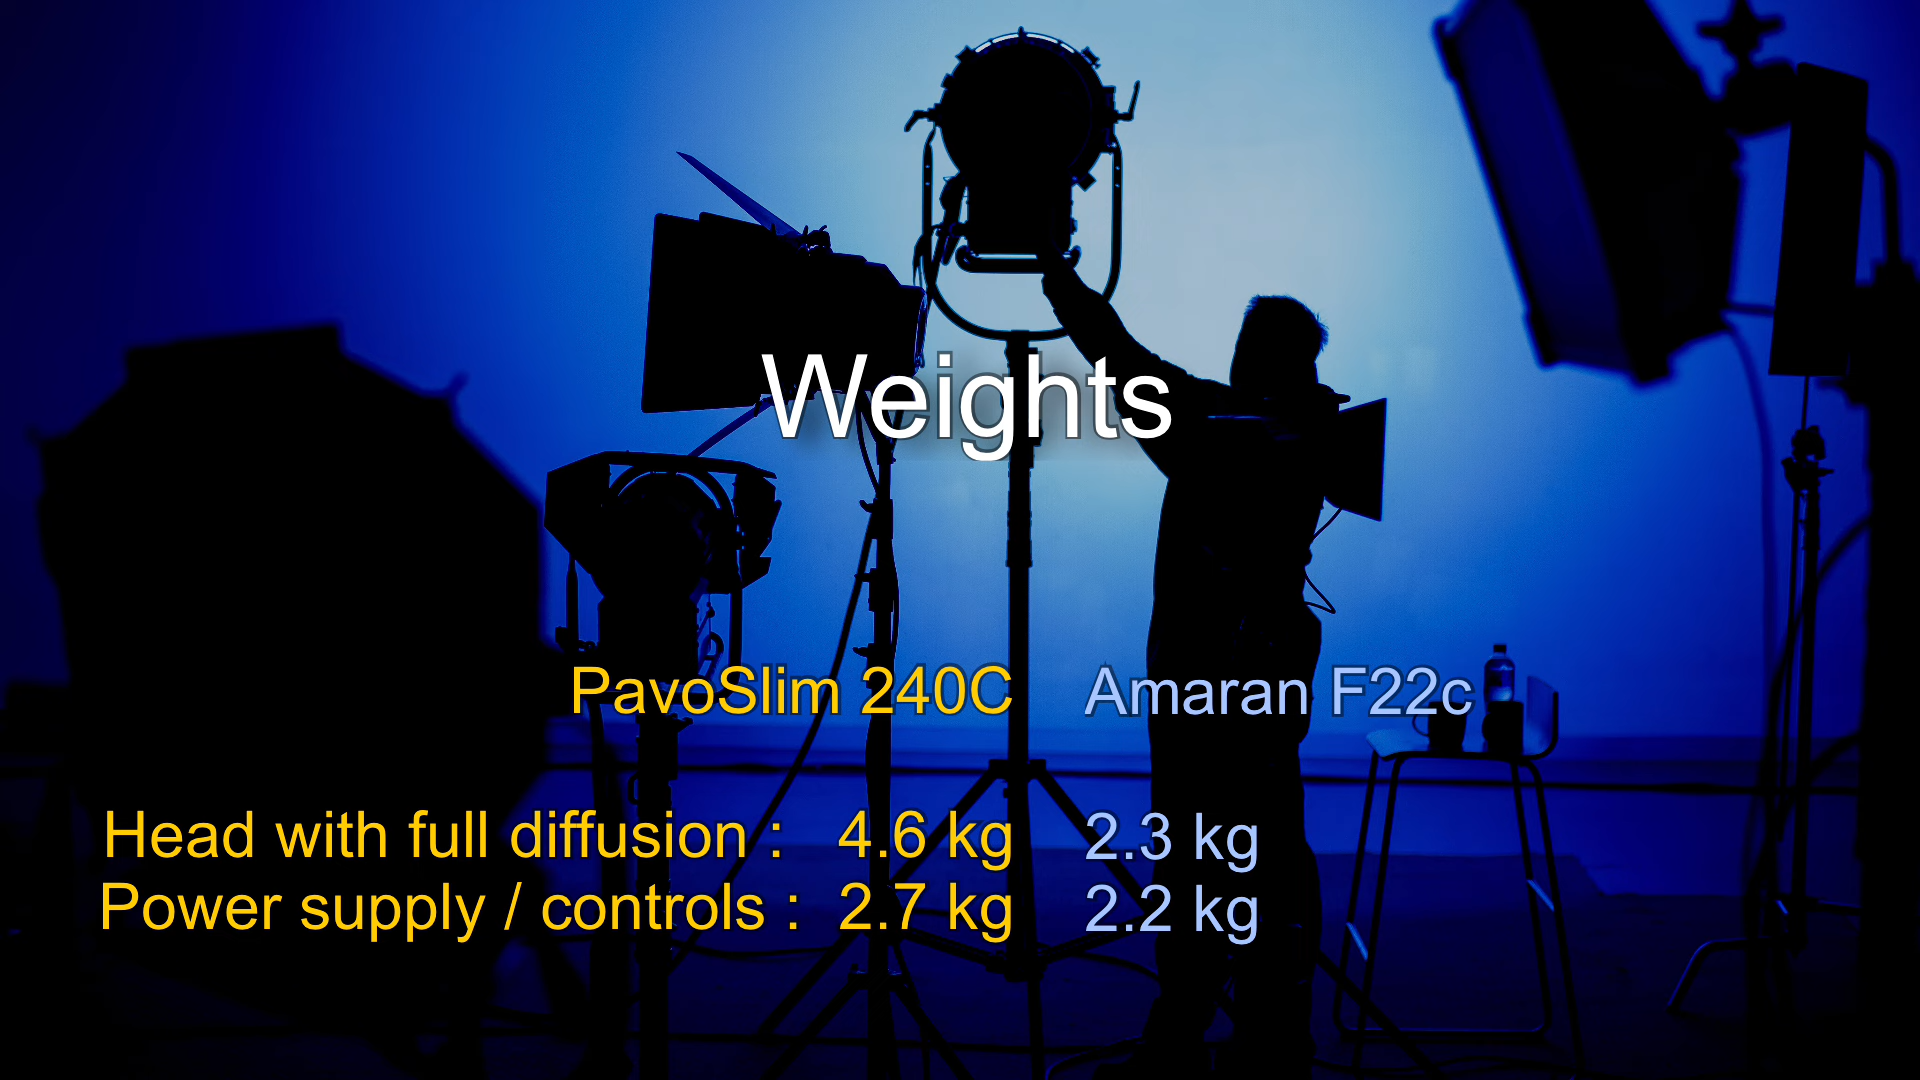 Weights
PavoSlim 240C Amaran F22c
Head with full diffusion : 4.6 kg 2.3 kg
Power supply / controls : 2.7 kg 2.2 kg